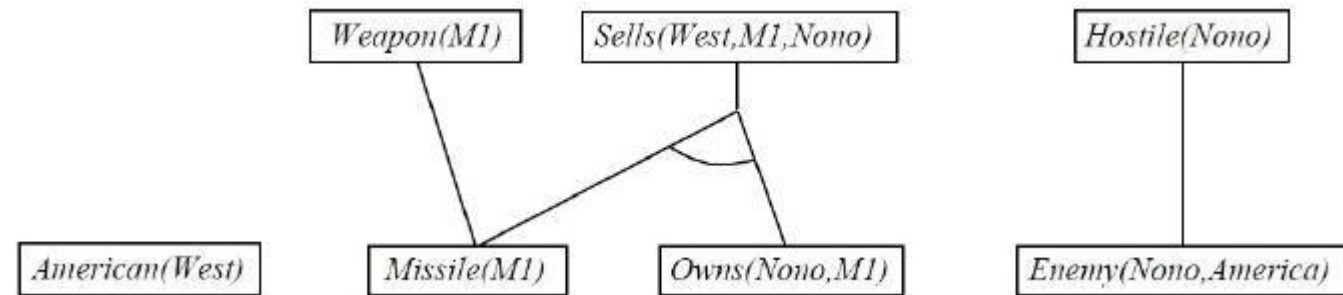 Weapon(M1)
Sells(West,M1,Nono)
Hostile(Nono)
American(West)
Missile(M1)
Owns(Nono,M1)
Enemy(Nono,America)